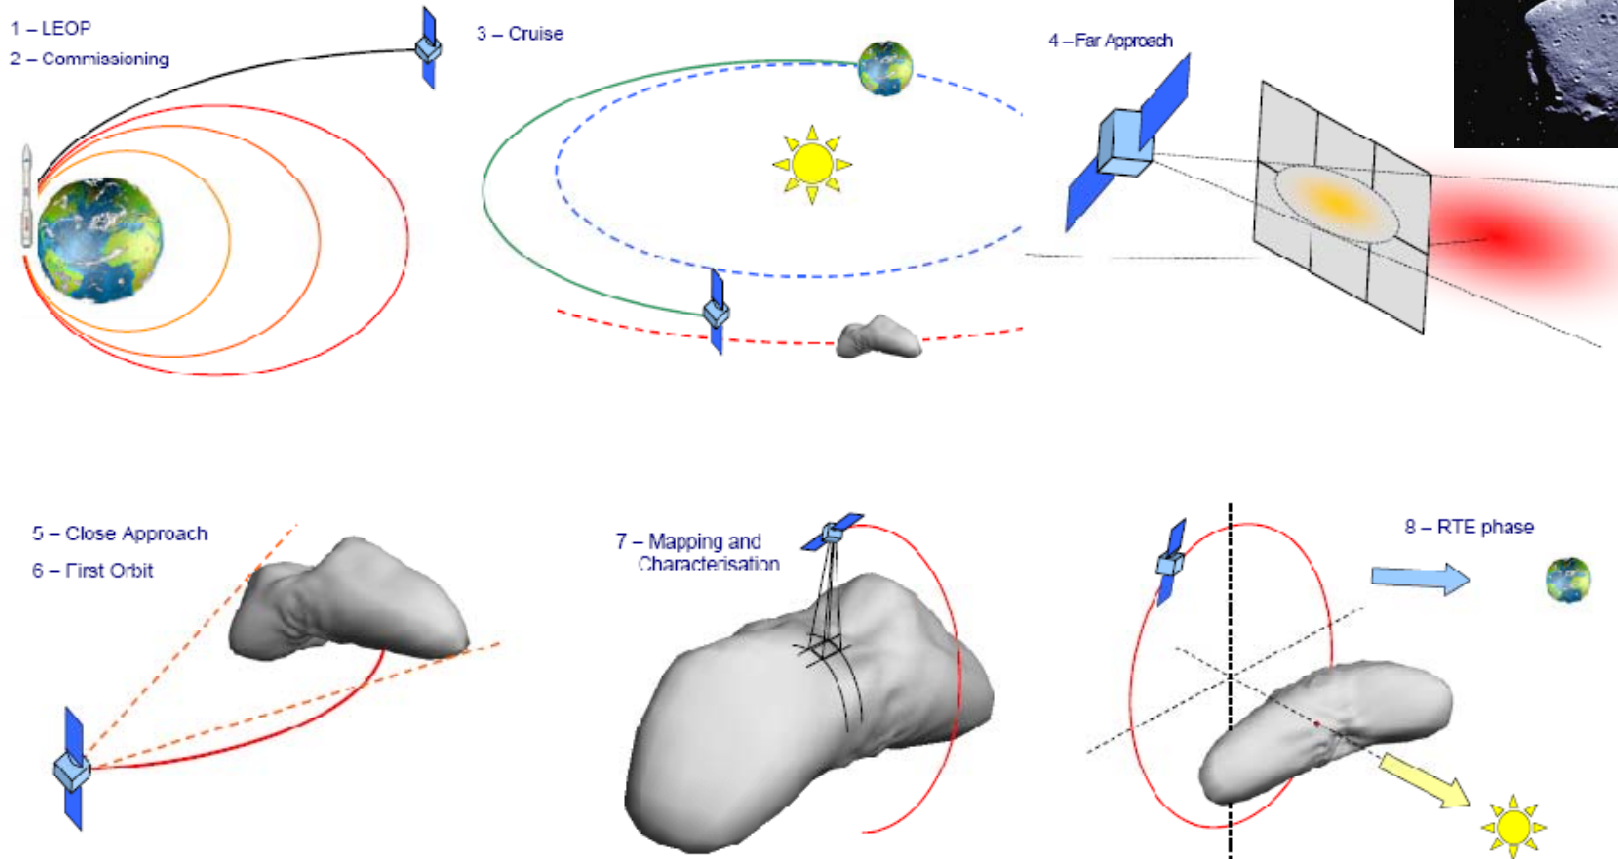 1 – LEOP
2 – Commissioning
3 – Cruise
4 – Far Approach
5 – Close Approach
6 – First Orbit
7 – Mapping and
Characterisation
8 – RTE phase